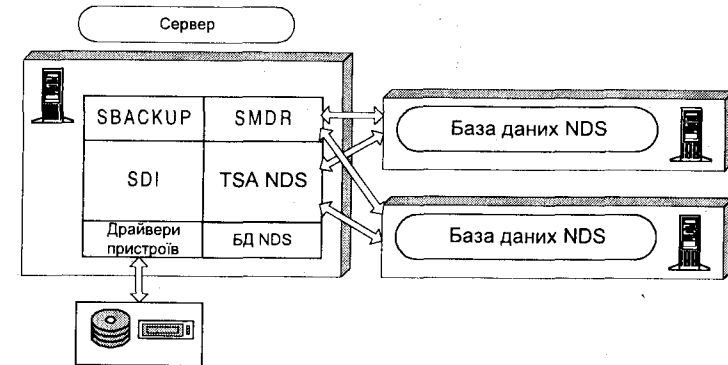 Сервер
SBACKUP
SMDR
SDI
TSA NDS
Драйвери
пристроїв
БД NDS
База даних NDS
База даних NDS